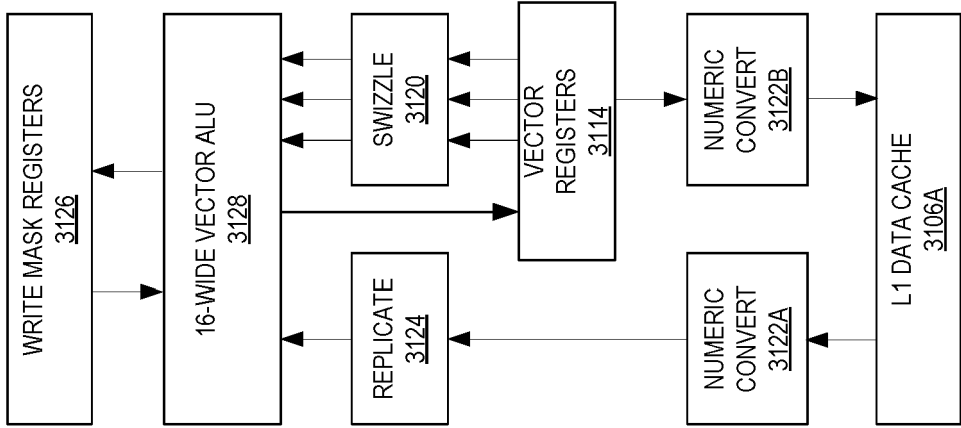 WRITE MASK REGISTERS
3126
16-WIDE VECTOR ALU
3128
REPLICATE
3124
SWIZZLE
3120
VECTOR
REGISTERS
3114
NUMERIC
CONVERT
3122A
NUMERIC
CONVERT
3122B
L1 DATA CACHE
3106A